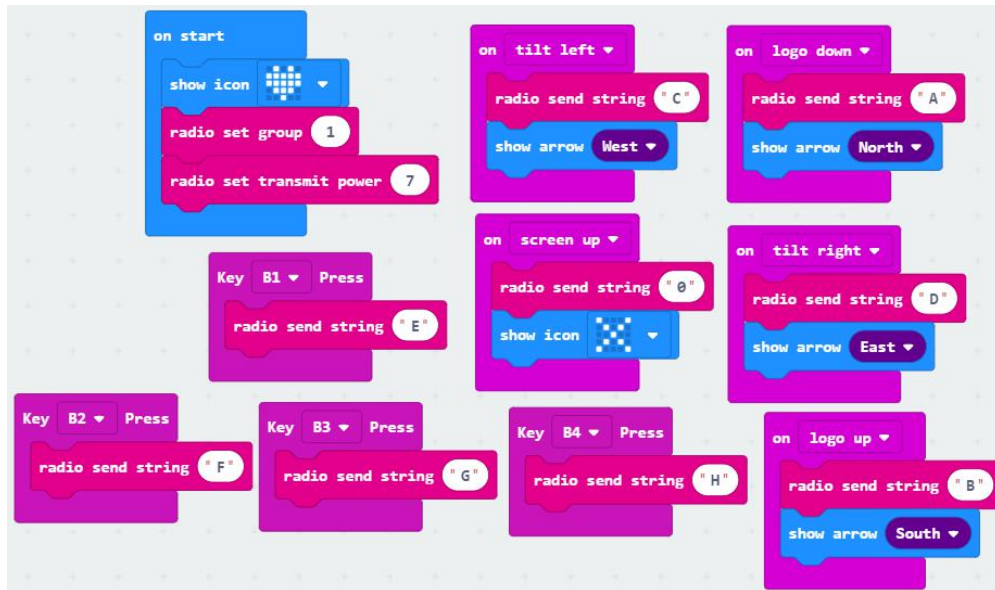 on start
show icon
radio set group 1
radio set transmit power 7
on tilt left
radio send string "C"
show arrow West
on logo down
radio send string "A"
show arrow North
Key B1 Press
radio send string "E"
on screen up
radio send string "0"
show icon
on tilt right
radio send string "D"
show arrow East
Key B2 Press
radio send string "F"
Key B3 Press
radio send string "G"
Key B4 Press
radio send string "H"
on logo up
radio send string "B"
show arrow South